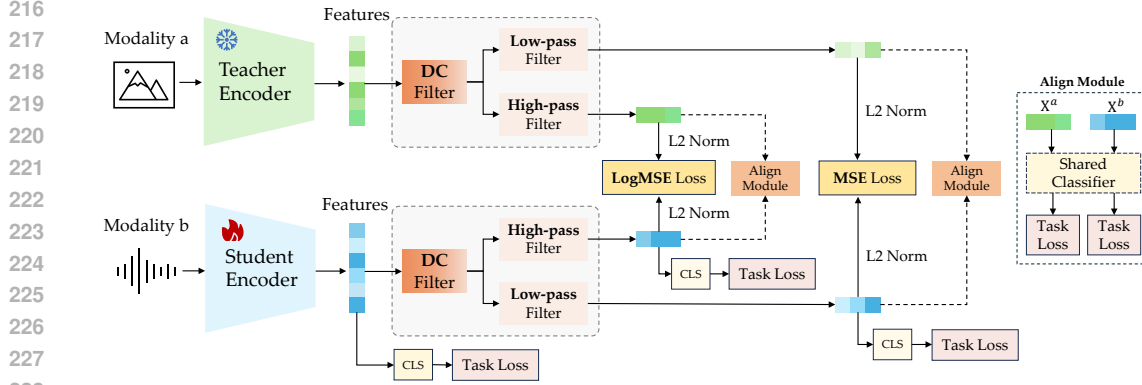 216
217
218
219
220
221
222
223
224
225
226
227
Modality a
Teacher
Encoder
Features
DC
Filter
Low-pass
Filter
High-pass
Filter
L2 Norm
LogMSE Loss
L2 Norm
Align
Module
L2 Norm
MSE Loss
L2 Norm
Align
Module
Modality b
Student
Encoder
Features
DC
Filter
High-pass
Filter
Low-pass
Filter
CLS
Task Loss
CLS
Task Loss
CLS
Task Loss
Align Module
Xᵃ
Xᵇ
Shared
Classifier
Task
Loss
Task
Loss